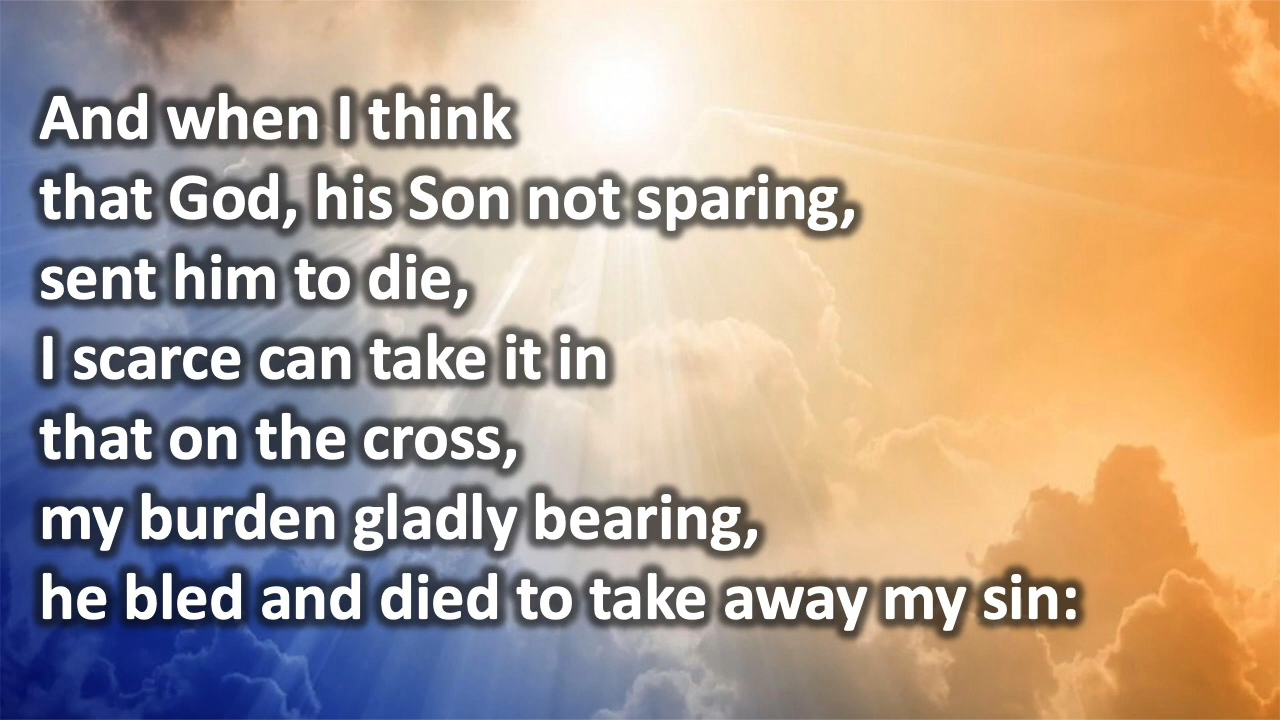 And when I think
that God, his Son not sparing,
sent him to die,
I scarce can take it in
that on the cross,
my burden gladly bearing,
he bled and died to take away my sin: